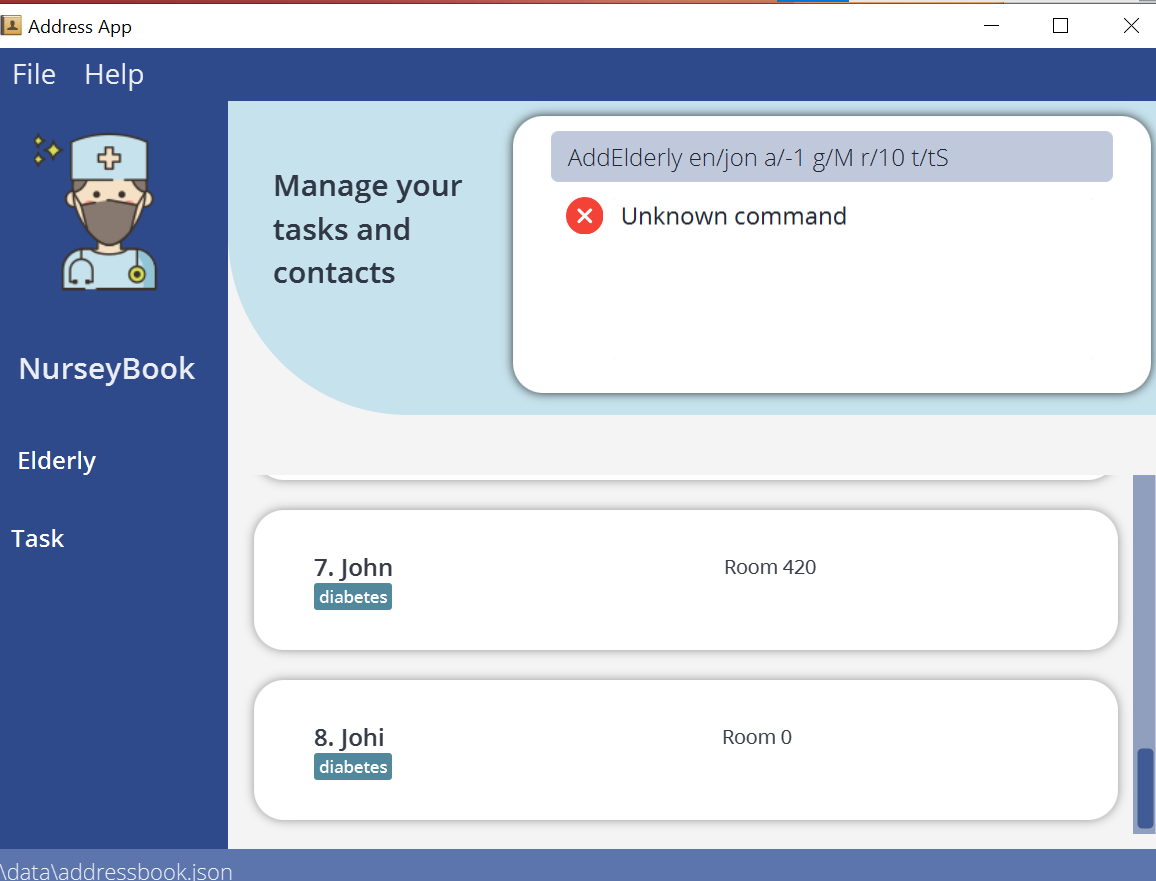 Address App
File Help
Manage your
tasks and
contacts
AddElderly en/jon a/-1 g/M r/10 t/tS
Unknown command
NurseyBook
Elderly
Task
7. John
Room 420
diabetes
8. Johi
Room 0
diabetes
\data\addressbook.json